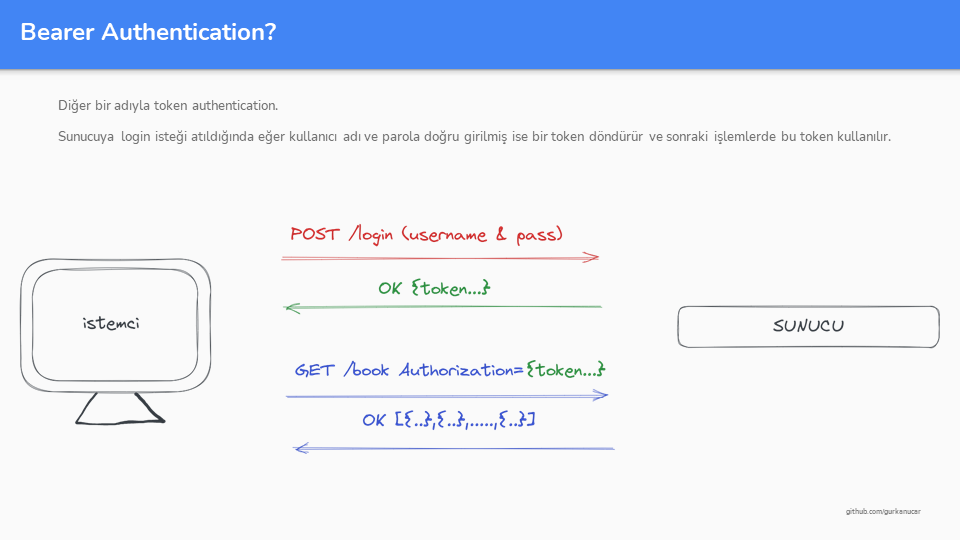 Bearer Authentication?
Diğer bir adıyla token authentication.
Sunucuya login isteği atıldığında eğer kullanıcı adı ve parola doğru girilmiş ise bir token döndürür ve sonraki işlemlerde bu token kullanılır.
POST /login (username & pass)
OK {token...}
istemci
SUNUCU
GET /book Authorization={token...}
OK [{..},{..},.....,{..}]
github.com/gurkanucar